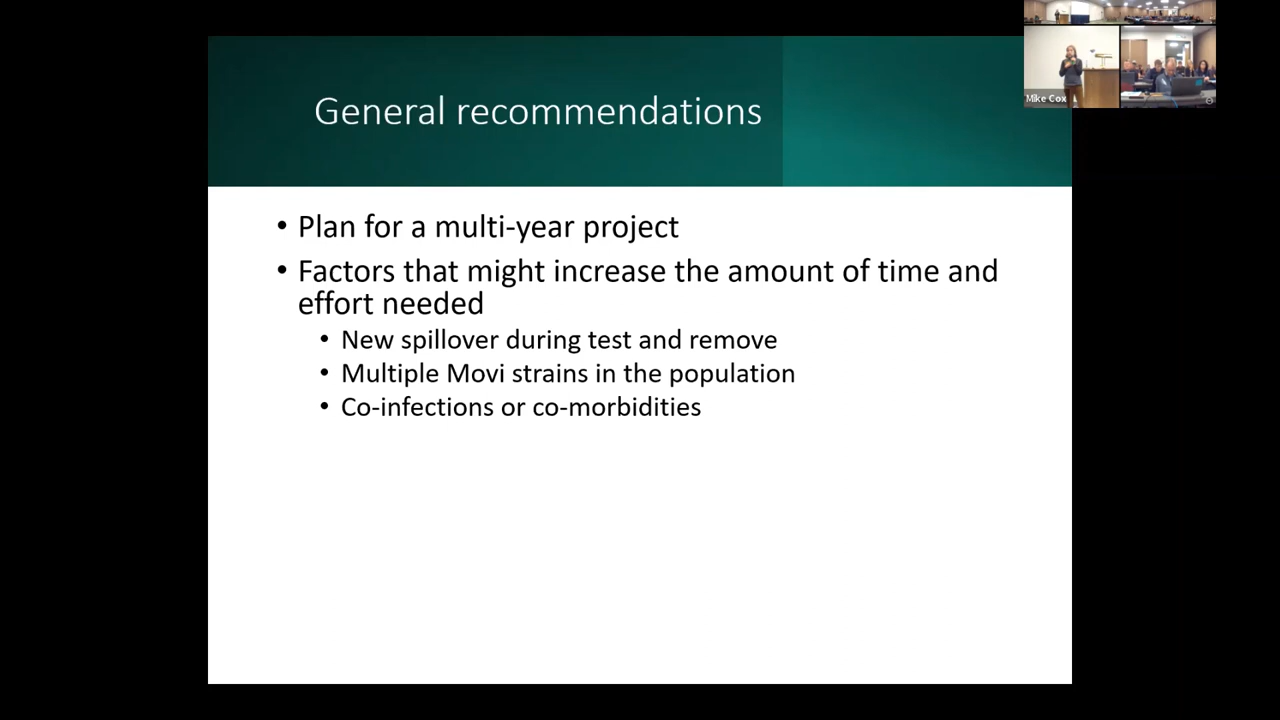 General recommendations
Mike Cox
• Plan for a multi-year project
• Factors that might increase the amount of time and
effort needed
• New spillover during test and remove
• Multiple Movi strains in the population
• Co-infections or co-morbidities